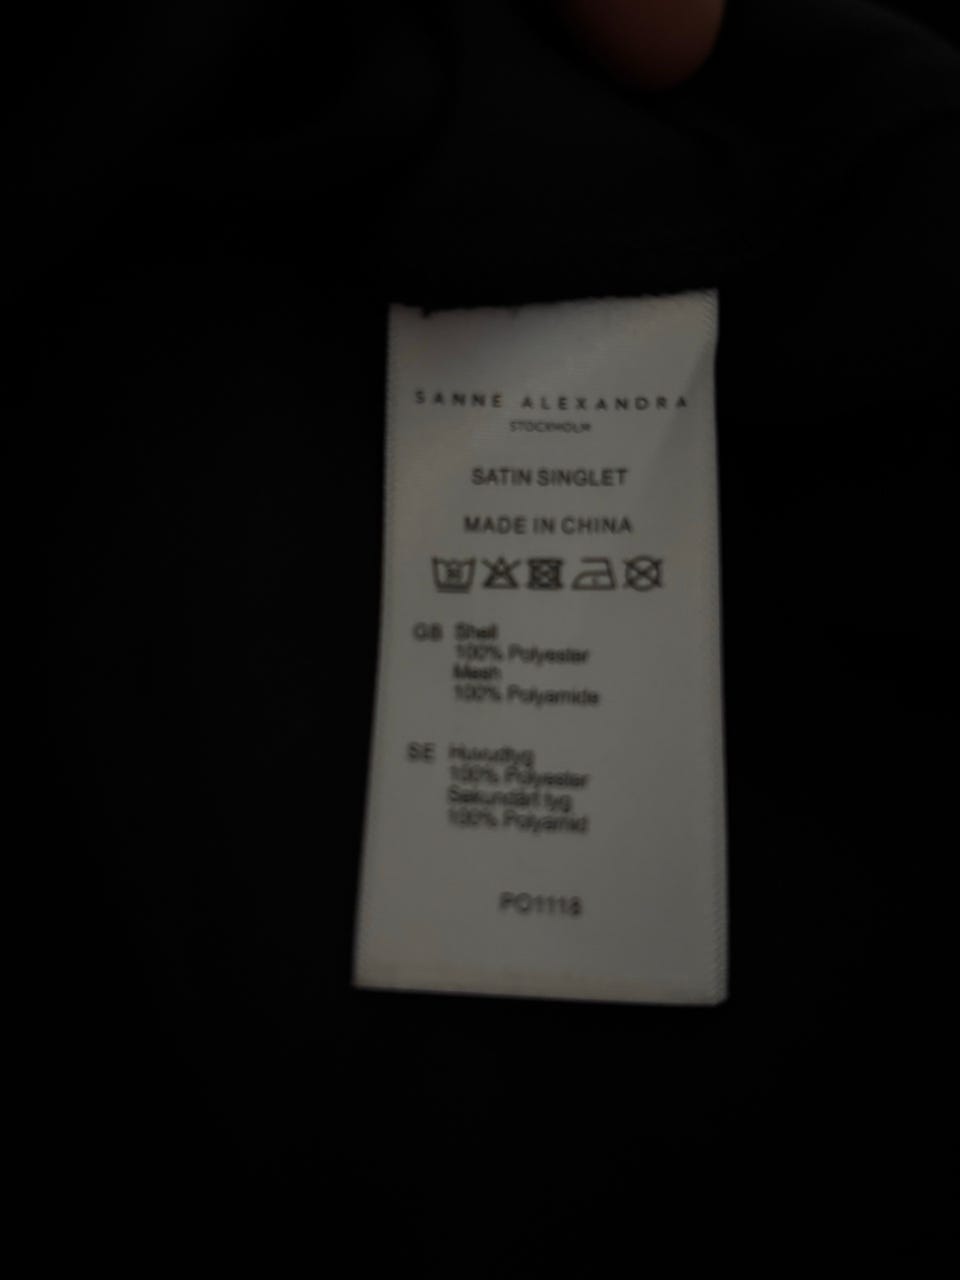 SANNE ALEXANDRA
STOCKHOLM
SATIN SINGLET
MADE IN CHINA
GB Shell
100% Polyester
Mesh
100% Polyamide
SE Huvudtyg
100% Polyester
Sekundärt tyg
100% Polyamid
PO1118